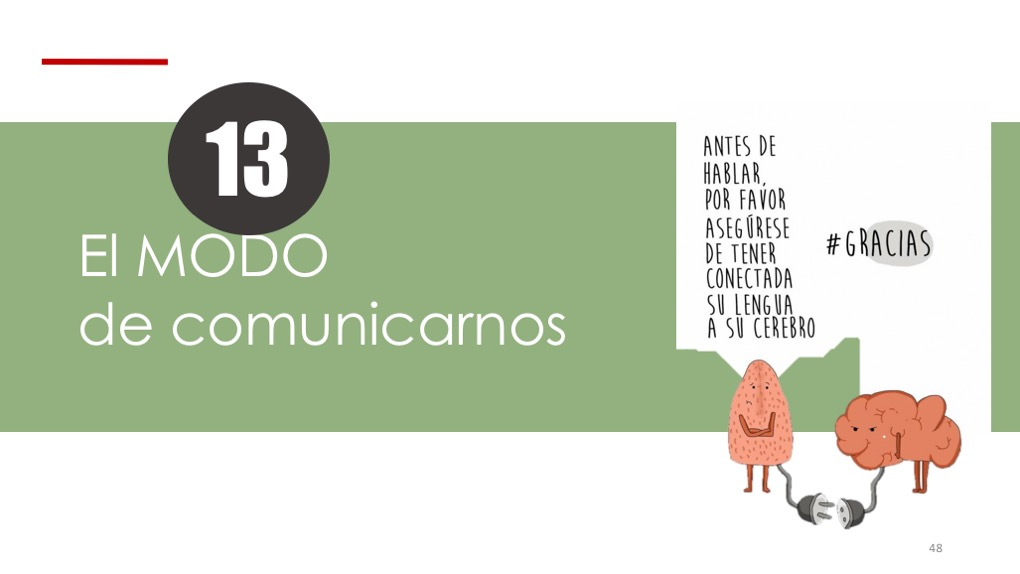 13
El MODO
de comunicarnos
ANTES DE
HABLAR,
POR FAVOR
ASEGÚRESE
DE TENER
CONECTADA
SU LENGUA
A SU CEREBRO
#GRACIAS
48